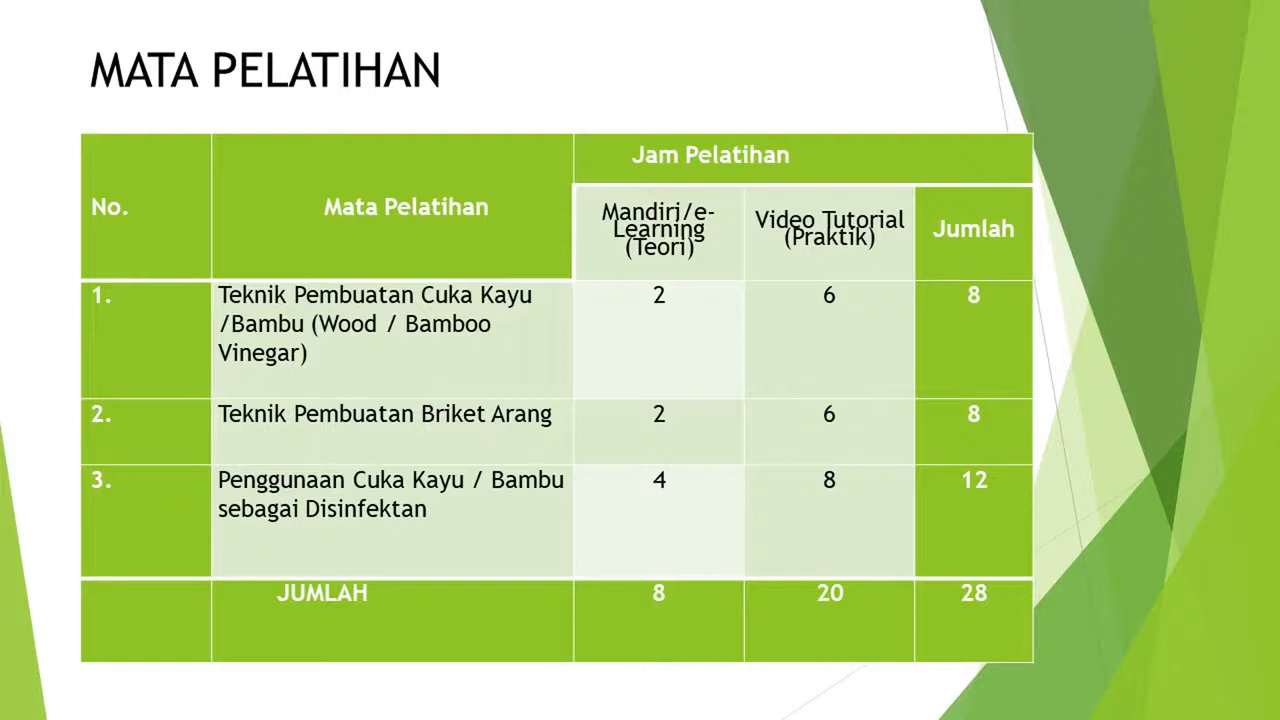 MATA PELATIHAN
No.
Mata Pelatihan
Jam Pelatihan
Mandiri/e-
Learning
(Teori)
Video Tutorial
(Praktik)
Jumlah
1.
Teknik Pembuatan Cuka Kayu
/Bambu (Wood / Bamboo
Vinegar)
2
6
8
2.
Teknik Pembuatan Briket Arang
2
6
8
3.
Penggunaan Cuka Kayu / Bambu
sebagai Disinfektan
4
8
12
JUMLAH
8
20
28